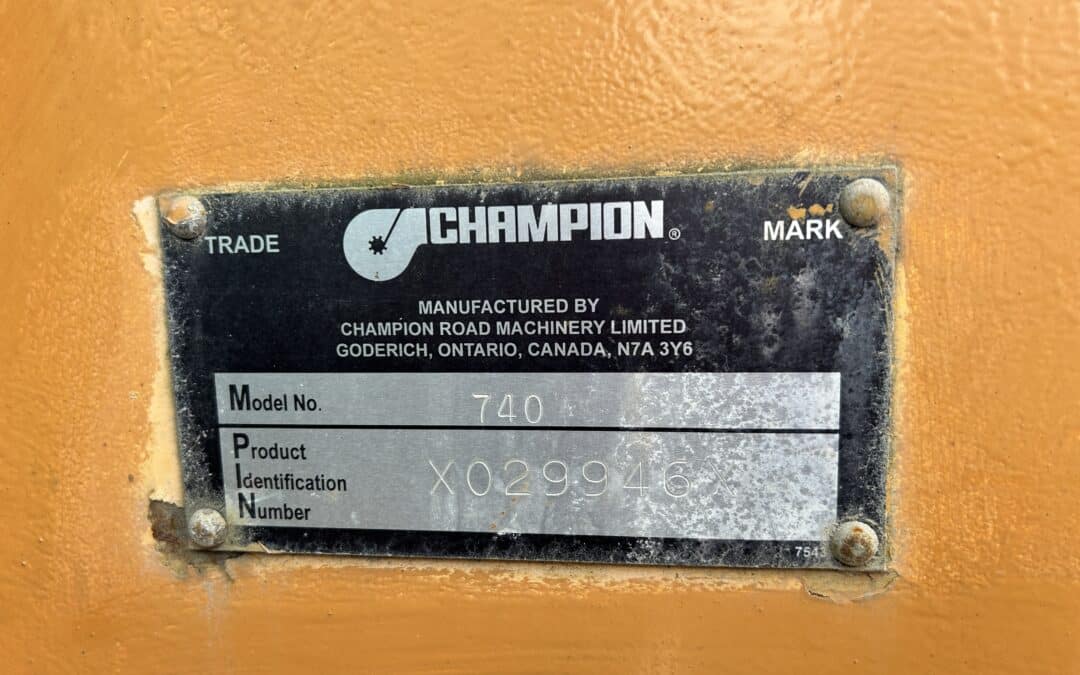 TRADE CHAMPION® MARK
MANUFACTURED BY
CHAMPION ROAD MACHINERY LIMITED
GODERICH, ONTARIO, CANADA, N7A 3Y6
Model No. 740
Product
Identification X029946X
Number